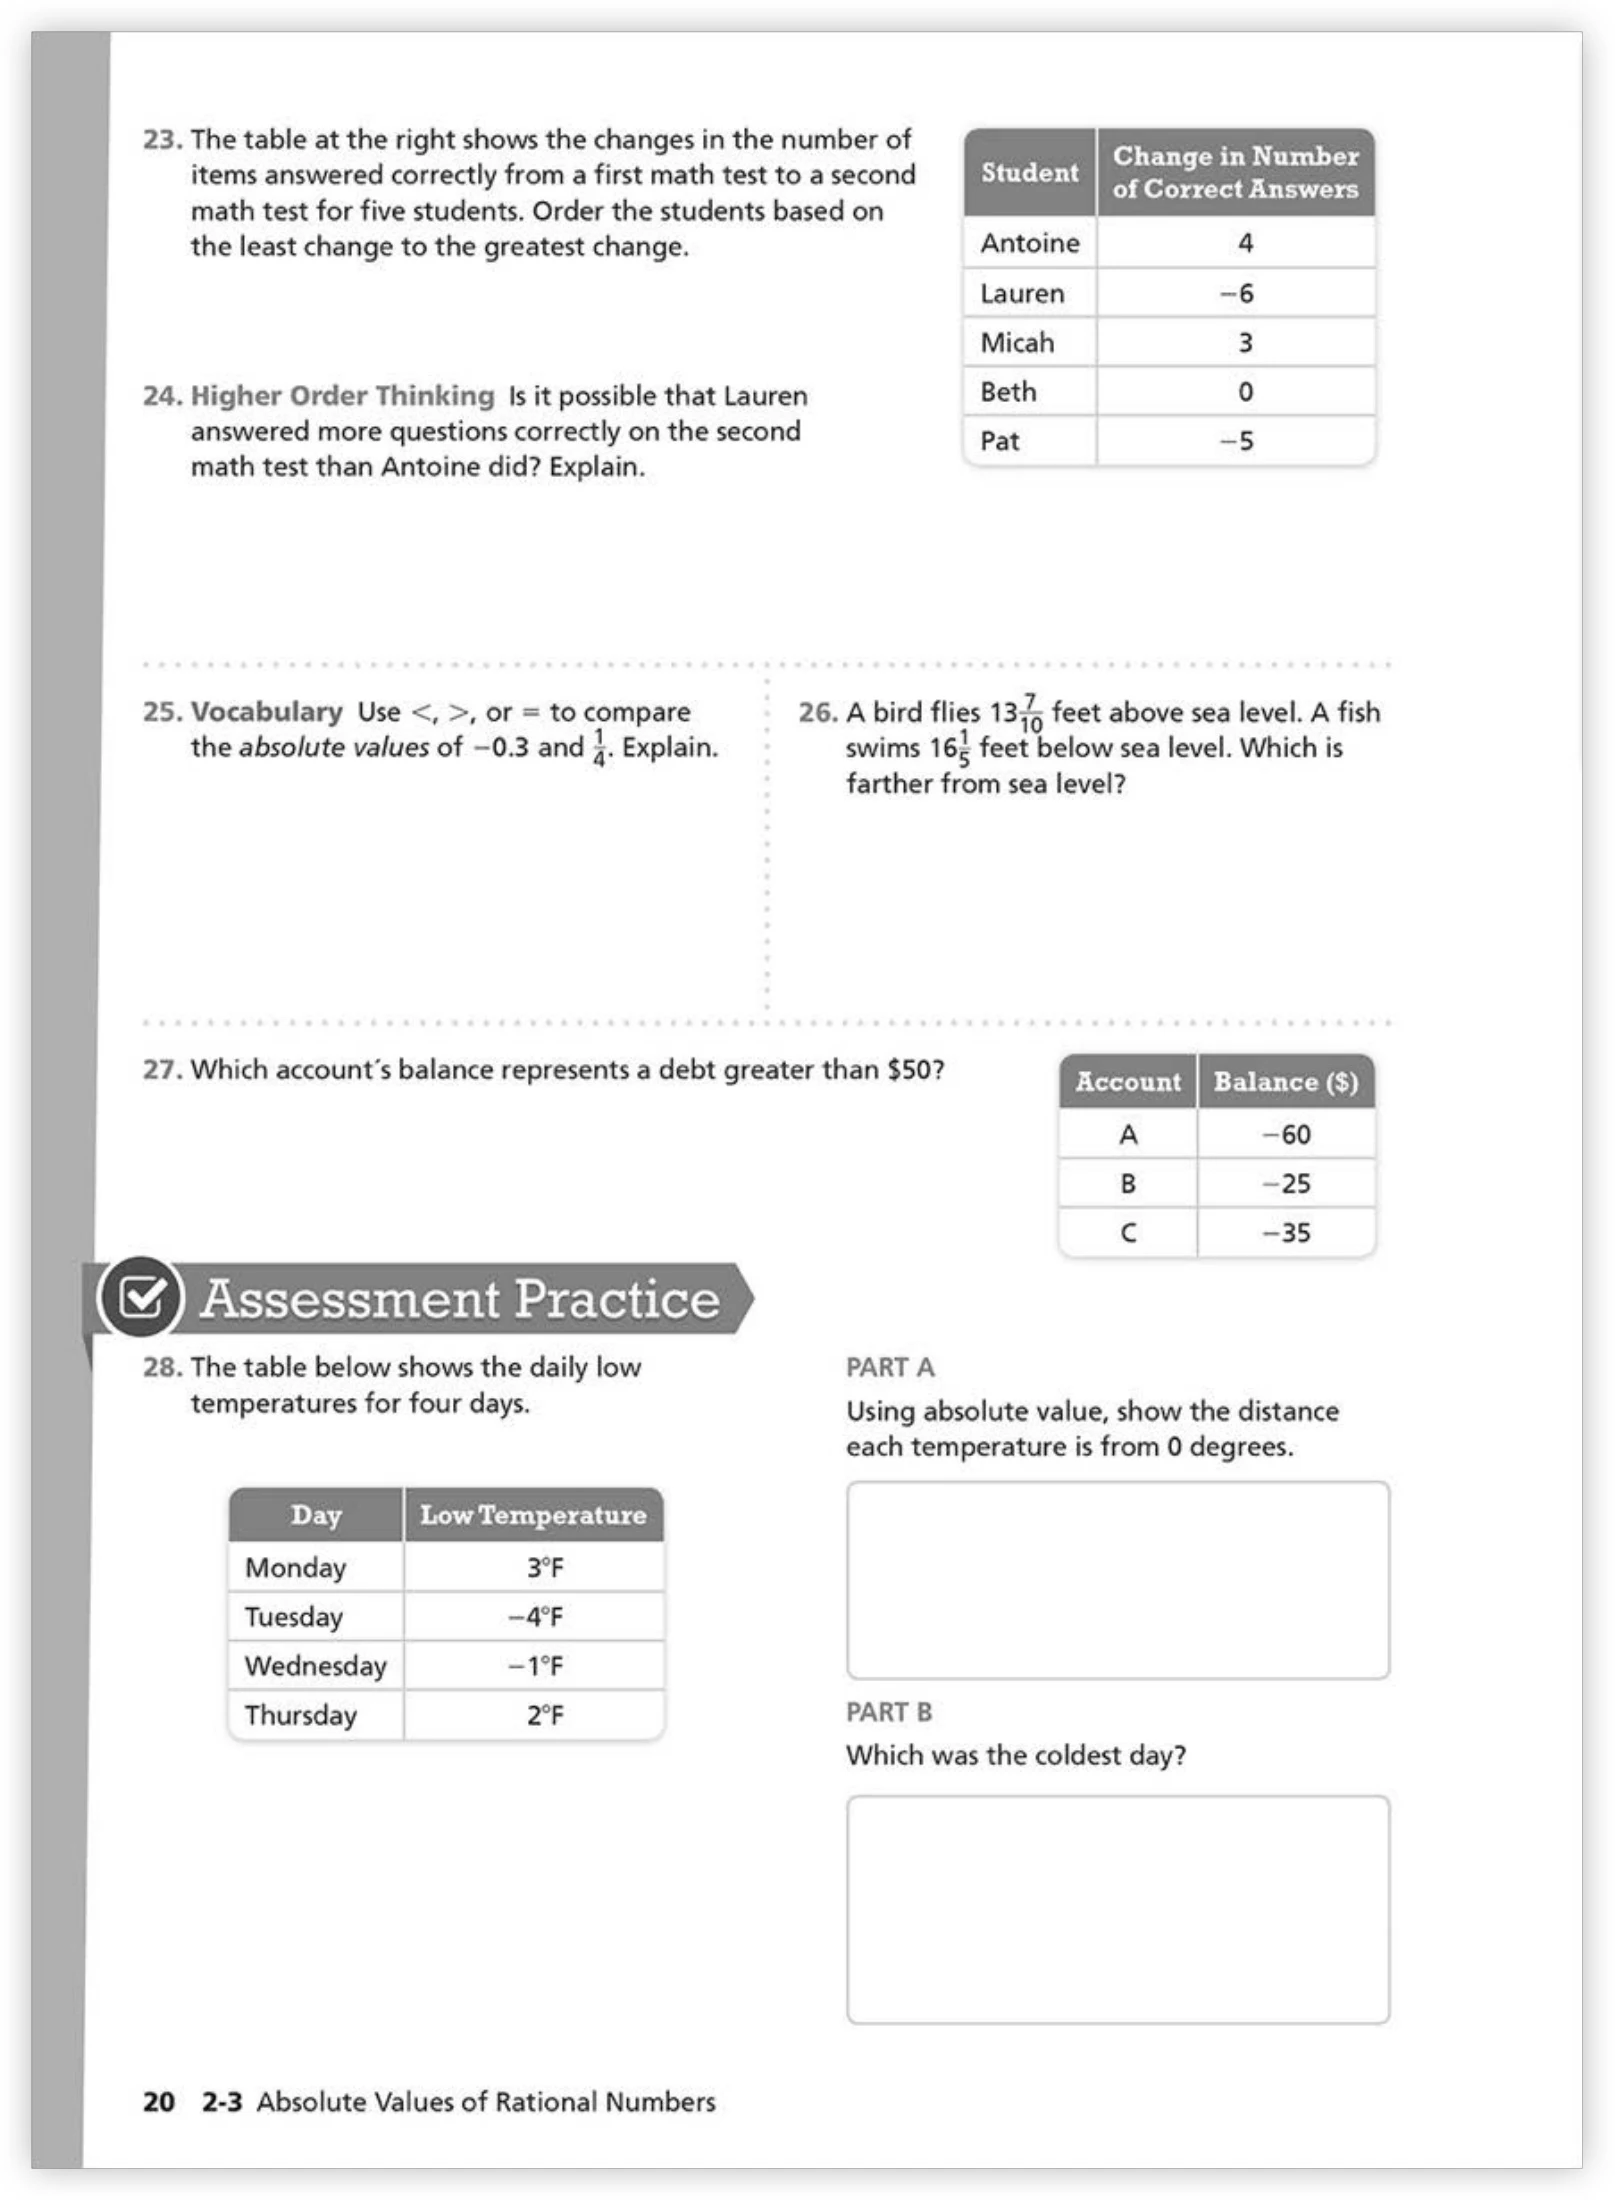 23. The table at the right shows the changes in the number of
items answered correctly from a first math test to a second
math test for five students. Order the students based on
the least change to the greatest change.
Student Change in Number of Correct Answers
Antoine 4
Lauren −6
Micah 3
Beth 0
Pat −5
24. Higher Order Thinking Is it possible that Lauren
answered more questions correctly on the second
math test than Antoine did? Explain.
25. Vocabulary Use <, >, or = to compare
the absolute values of −0.3 and 1/4. Explain.
26. A bird flies 13 7/10 feet above sea level. A fish
swims 16 1/5 feet below sea level. Which is
farther from sea level?
27. Which account´s balance represents a debt greater than $50?
Account Balance ($)
A −60
B −25
C −35
Assessment Practice
28. The table below shows the daily low
temperatures for four days.
Day Low Temperature
Monday 3°F
Tuesday −4°F
Wednesday −1°F
Thursday 2°F
PART A
Using absolute value, show the distance
each temperature is from 0 degrees.
PART B
Which was the coldest day?
20 2-3 Absolute Values of Rational Numbers